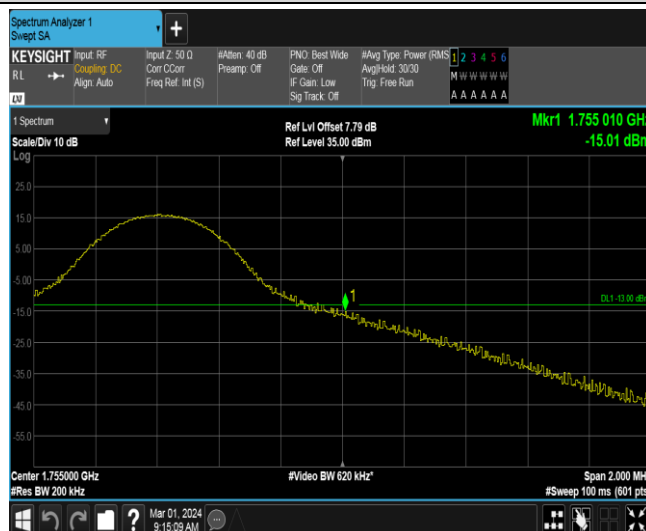 Spectrum Analyzer 1
Swept SA
+
KEYSIGHT
RL
LXI
Input: RF
Coupling: DC
Align: Auto
Input Z: 50 Ω
Corr CCorr
Freq Ref: Int (S)
#Atten: 40 dB
Preamp: Off
PNO: Best Wide
Gate: Off
IF Gain: Low
Sig Track: Off
#Avg Type: Power (RMS
Avg|Hold: 30/30
Trig: Free Run
1 2 3 4 5 6
M W W W W W
A A A A A A
1 Spectrum
Scale/Div 10 dB
Log
Ref Lvl Offset 7.79 dB
Ref Level 35.00 dBm
Mkr1 1.755 010 GHz
-15.01 dBm
25.0
15.0
5.00
-5.00
-15.0
-25.0
-35.0
-45.0
-55.0
1
DL1 -13.00 dBm
Center 1.755000 GHz
#Res BW 200 kHz
#Video BW 620 kHz*
Span 2.000 MH
#Sweep 100 ms (601 pts
?
Mar 01, 2024
9:15:09 AM